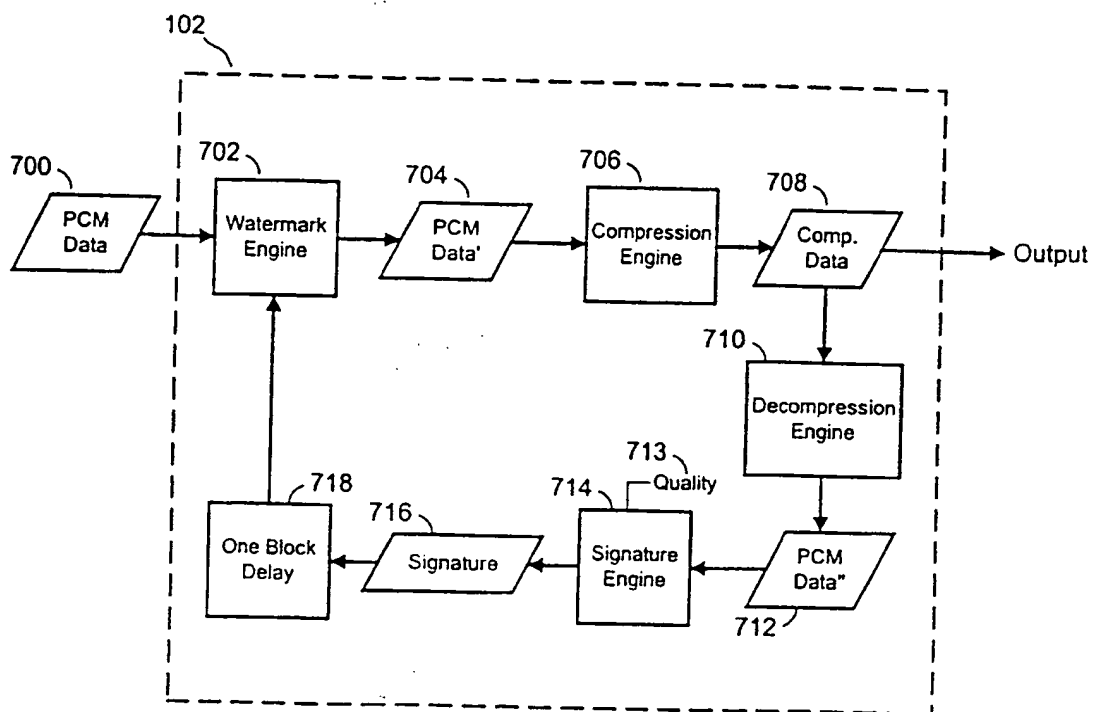 102
700
PCM
Data
702
Watermark
Engine
704
PCM
Data'
706
Compression
Engine
708
Comp.
Data
Output
710
Decompression
Engine
713
Quality
718
One Block
Delay
716
Signature
714
Signature
Engine
PCM
Data"
712